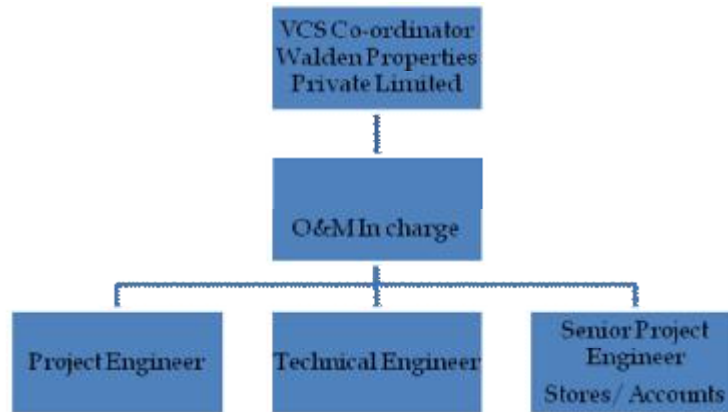 VCS Co-ordinator
Walden Properties
Private Limited
O&M In charge
Project Engineer
Technical Engineer
Senior Project
Engineer
Stores / Accounts